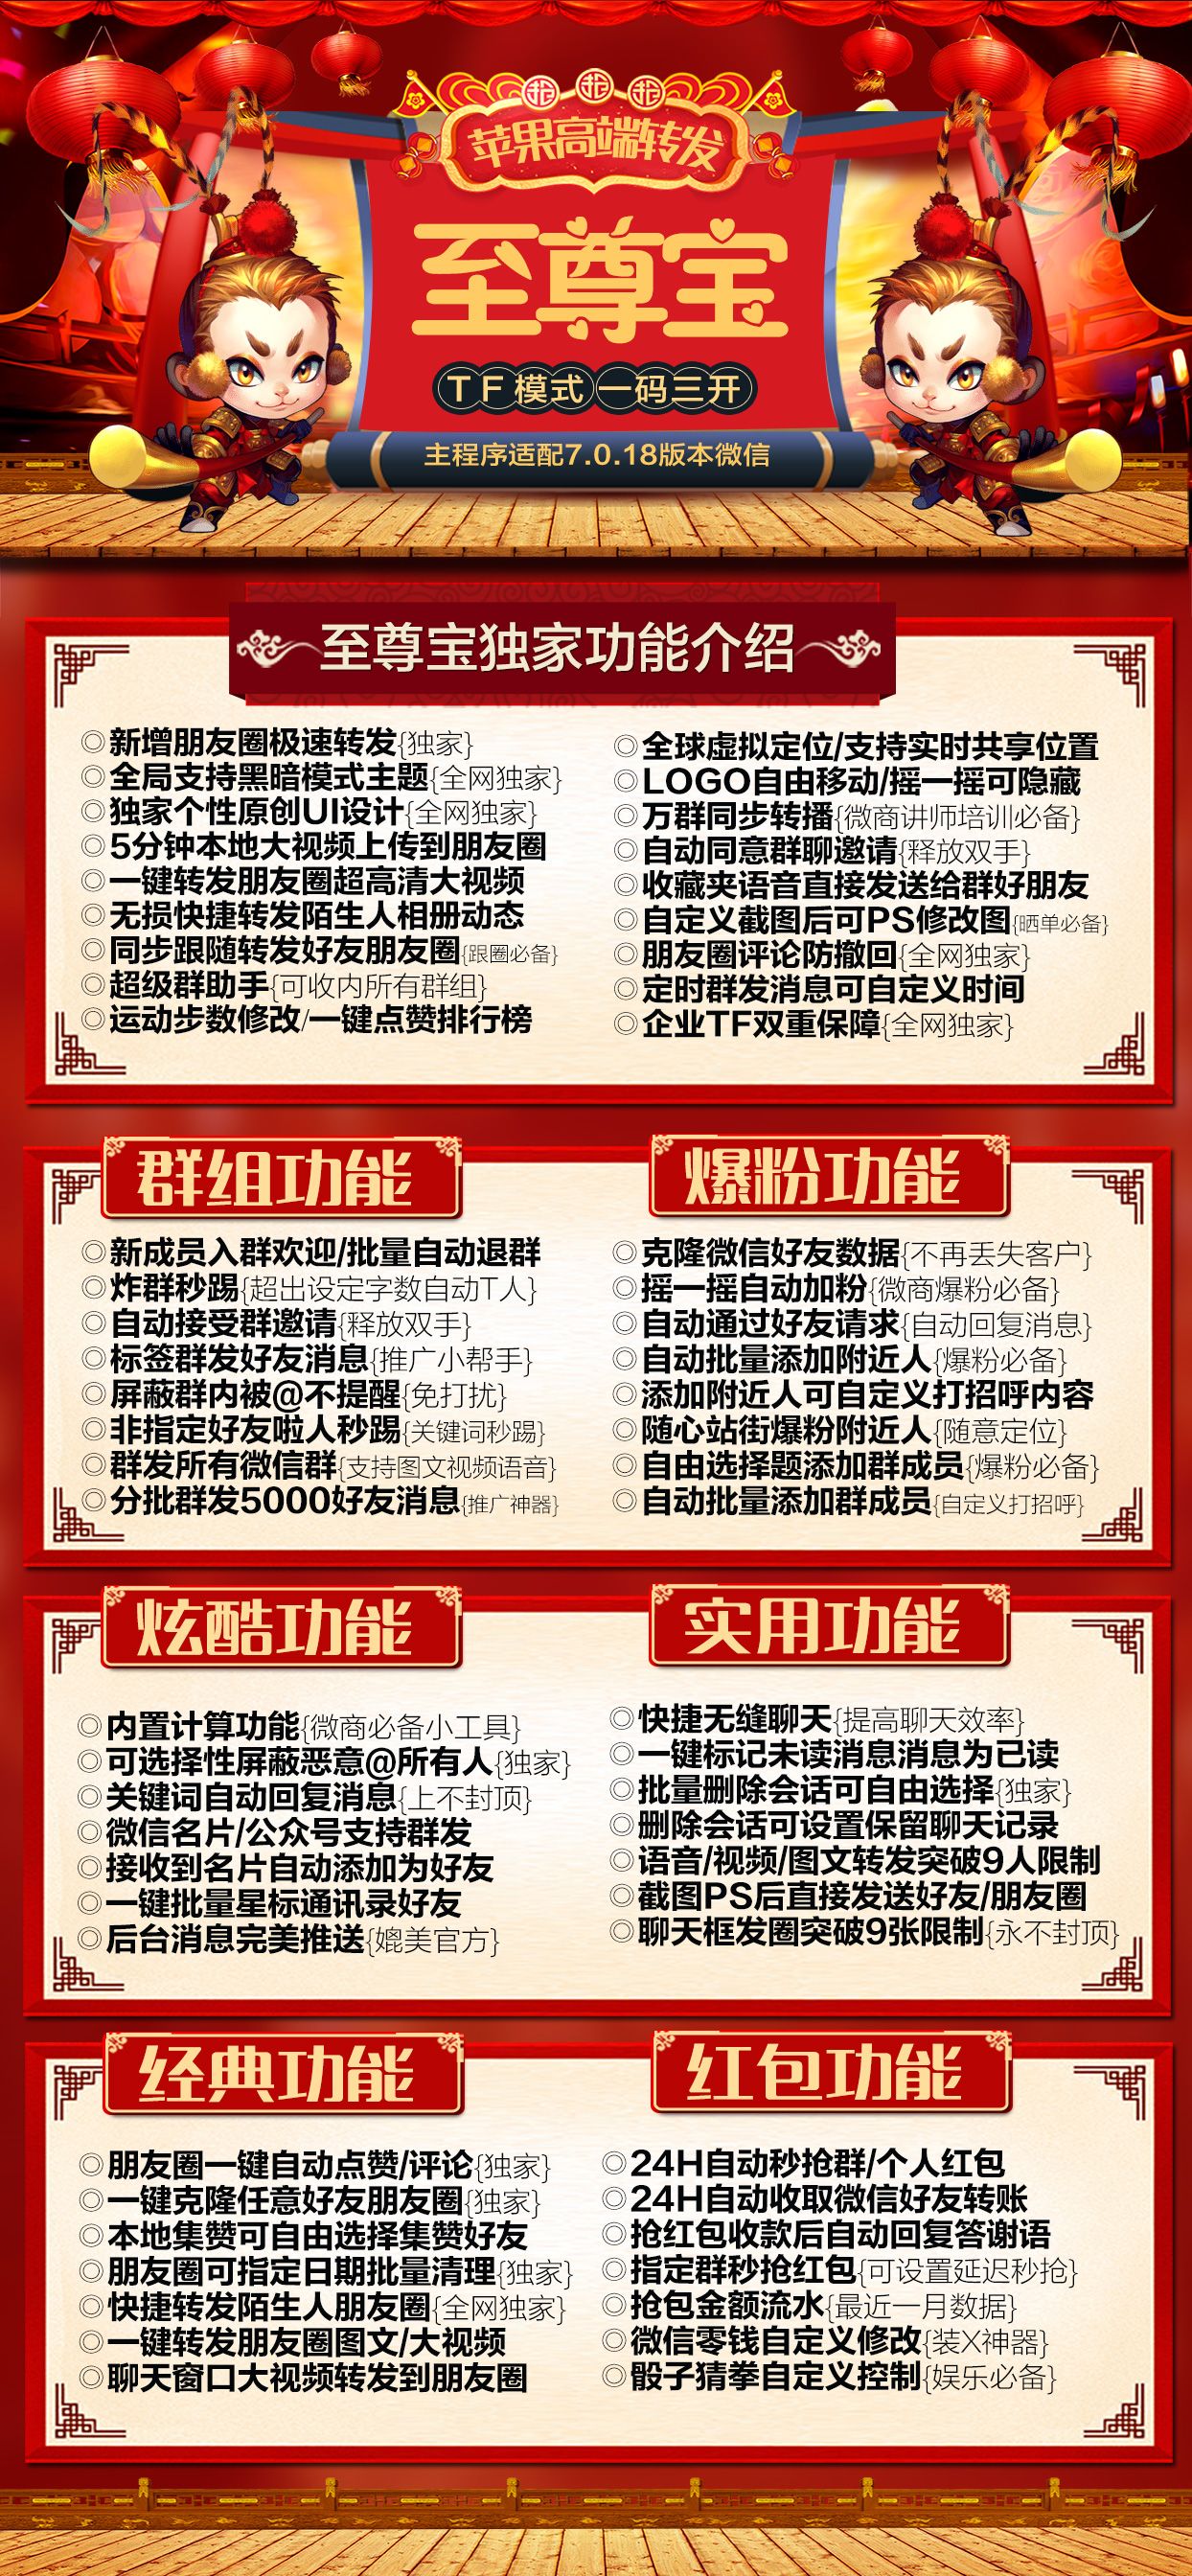 苹果高端转发
至尊宝
TF模式一码三开
主程序适配7.0.18版本微信
至尊宝独家功能介绍
◎新增朋友圈极速转发{独家}
◎全局支持黑暗模式主题{全网独家}
◎独家个性原创UI设计{全网独家}
◎5分钟本地大视频上传到朋友圈
◎一键转发朋友圈超高清大视频
◎无损快捷转发陌生人相册动态
◎同步跟随转发好友朋友圈{跟圈必备}
◎超级群助手{可收内所有群组}
◎运动步数修改/一键点赞排行榜
◎全球虚拟定位/支持实时共享位置
◎LOGO自由移动/摇一摇可隐藏
◎万群同步转播{微商讲师培训必备}
◎自动同意群聊邀请{释放双手}
◎收藏夹语音直接发送给群好朋友
◎自定义截图后可PS修改图{晒单必备}
◎朋友圈评论防撤回{全网独家}
◎定时群发消息可自定义时间
◎企业TF双重保障{全网独家}
群组功能
◎新成员入群欢迎/批量自动退群
◎炸群秒踢{超出设定字数自动T人}
◎自动接受群邀请{释放双手}
◎标签群发好友消息{推广小帮手}
◎屏蔽群内被@不提醒{免打扰}
◎非指定好友啦人秒踢{关键词秒踢}
◎群发所有微信群{支持图文视频语音}
◎分批群发5000好友消息{推广神器}
爆粉功能
◎克隆微信好友数据{不再丢失客户}
◎摇一摇自动加粉{微商爆粉必备}
◎自动通过好友请求{自动回复消息}
◎自动批量添加附近人{爆粉必备}
◎添加附近人可自定义打招呼内容
◎随心站街爆粉附近人{随意定位}
◎自由选择题添加群成员{爆粉必备}
◎自动批量添加群成员{自定义打招呼}
炫酷功能
◎内置计算功能{微商必备小工具}
◎可选择性屏蔽恶意@所有人{独家}
◎关键词自动回复消息{上不封顶}
◎微信名片/公众号支持群发
◎接收到名片自动添加为好友
◎一键批量星标通讯录好友
◎后台消息完美推送{媲美官方}
实用功能
◎快捷无缝聊天{提高聊天效率}
◎一键标记未读消息消息为已读
◎批量删除会话可自由选择{独家}
◎删除会话可设置保留聊天记录
◎语音/视频/图文转发突破9人限制
◎截图PS后直接发送好友/朋友圈
◎聊天框发圈突破9张限制{永不封顶}
经典功能
◎朋友圈一键自动点赞/评论{独家}
◎一键克隆任意好友朋友圈{独家}
◎本地集赞可自由选择集赞好友
◎朋友圈可指定日期批量清理{独家}
◎快捷转发陌生人朋友圈{全网独家}
◎一键转发朋友圈图文/大视频
◎聊天窗口大视频转发到朋友圈
红包功能
◎24H自动秒抢群/个人红包
◎24H自动收取微信好友转账
◎抢红包收款后自动回复答谢语
◎指定群秒抢红包{可设置延迟秒抢}
◎抢包金额流水{最近一月数据}
◎微信零钱自定义修改{装X神器}
◎骰子猜拳自定义控制{娱乐必备}